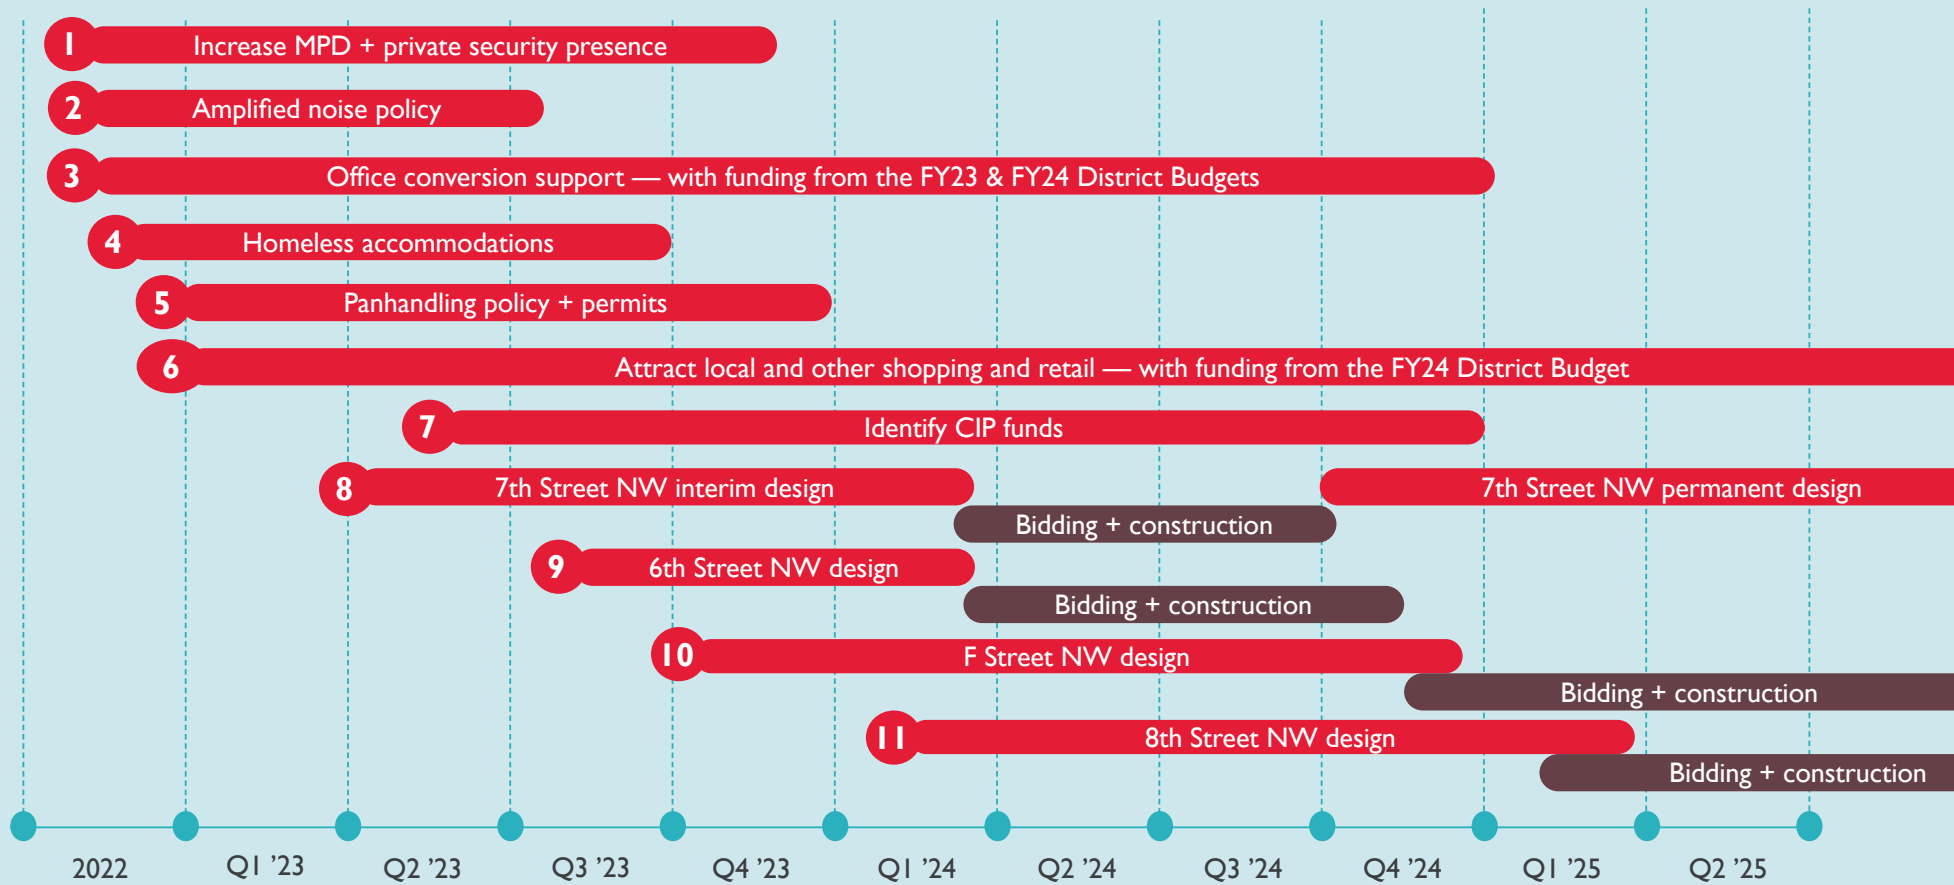 1 Increase MPD + private security presence
2 Amplified noise policy
3 Office conversion support — with funding from the FY23 & FY24 District Budgets
4 Homeless accommodations
5 Panhandling policy + permits
6 Attract local and other shopping and retail — with funding from the FY24 District Budget
7 Identify CIP funds
8 7th Street NW interim design 7th Street NW permanent design
Bidding + construction
9 6th Street NW design
Bidding + construction
10 F Street NW design
Bidding + construction
11 8th Street NW design
Bidding + construction
2022 Q1 ’23 Q2 ’23 Q3 ’23 Q4 ’23 Q1 ’24 Q2 ’24 Q3 ’24 Q4 ’24 Q1 ’25 Q2 ’25